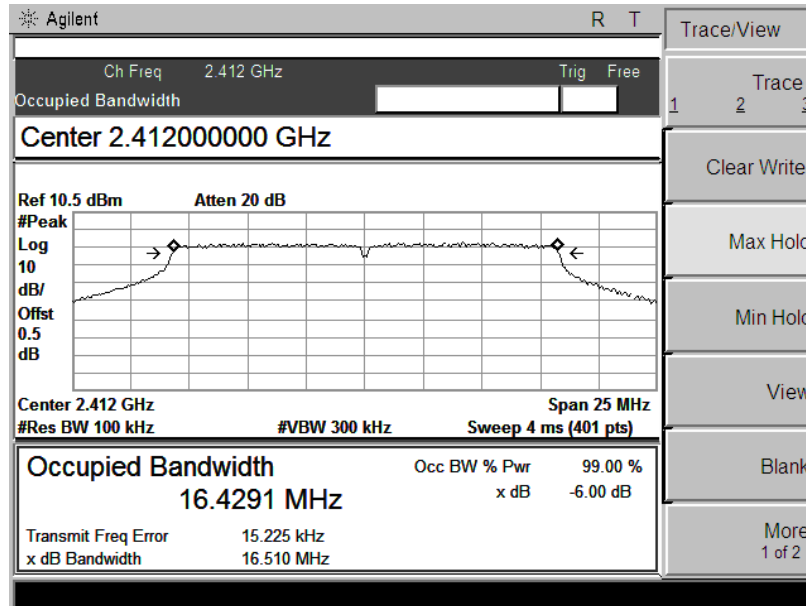 Agilent R T
Ch Freq 2.412 GHz Trig Free
Occupied Bandwidth
Center 2.412000000 GHz
Ref 10.5 dBm Atten 20 dB
#Peak
Log
10
dB/
Offst
0.5
dB
Center 2.412 GHz Span 25 MHz
#Res BW 100 kHz #VBW 300 kHz Sweep 4 ms (401 pts)
Occupied Bandwidth Occ BW % Pwr 99.00 %
16.4291 MHz x dB -6.00 dB
Transmit Freq Error 15.225 kHz
x dB Bandwidth 16.510 MHz
Trace/View
Trace
1 2 3
Clear Write
Max Hold
Min Hold
View
Blank
More
1 of 2